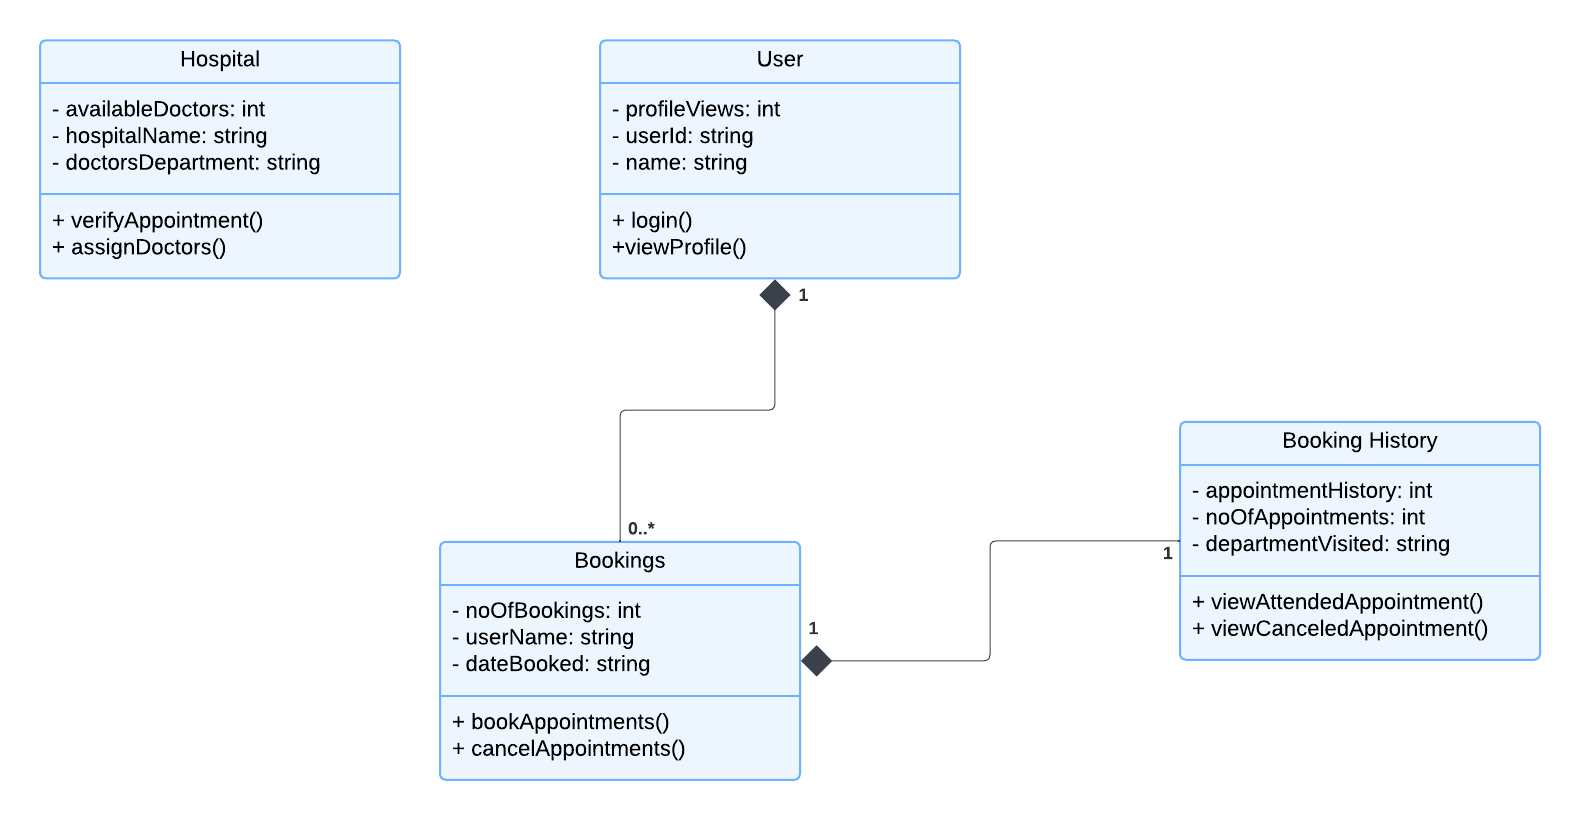 Hospital
- availableDoctors: int
- hospitalName: string
- doctorsDepartment: string
+ verifyAppointment()
+ assignDoctors()
User
- profileViews: int
- userId: string
- name: string
+ login()
+viewProfile()
1
0..*
Bookings
- noOfBookings: int
- userName: string
- dateBooked: string
+ bookAppointments()
+ cancelAppointments()
1
1
Booking History
- appointmentHistory: int
- noOfAppointments: int
- departmentVisited: string
+ viewAttendedAppointment()
+ viewCanceledAppointment()